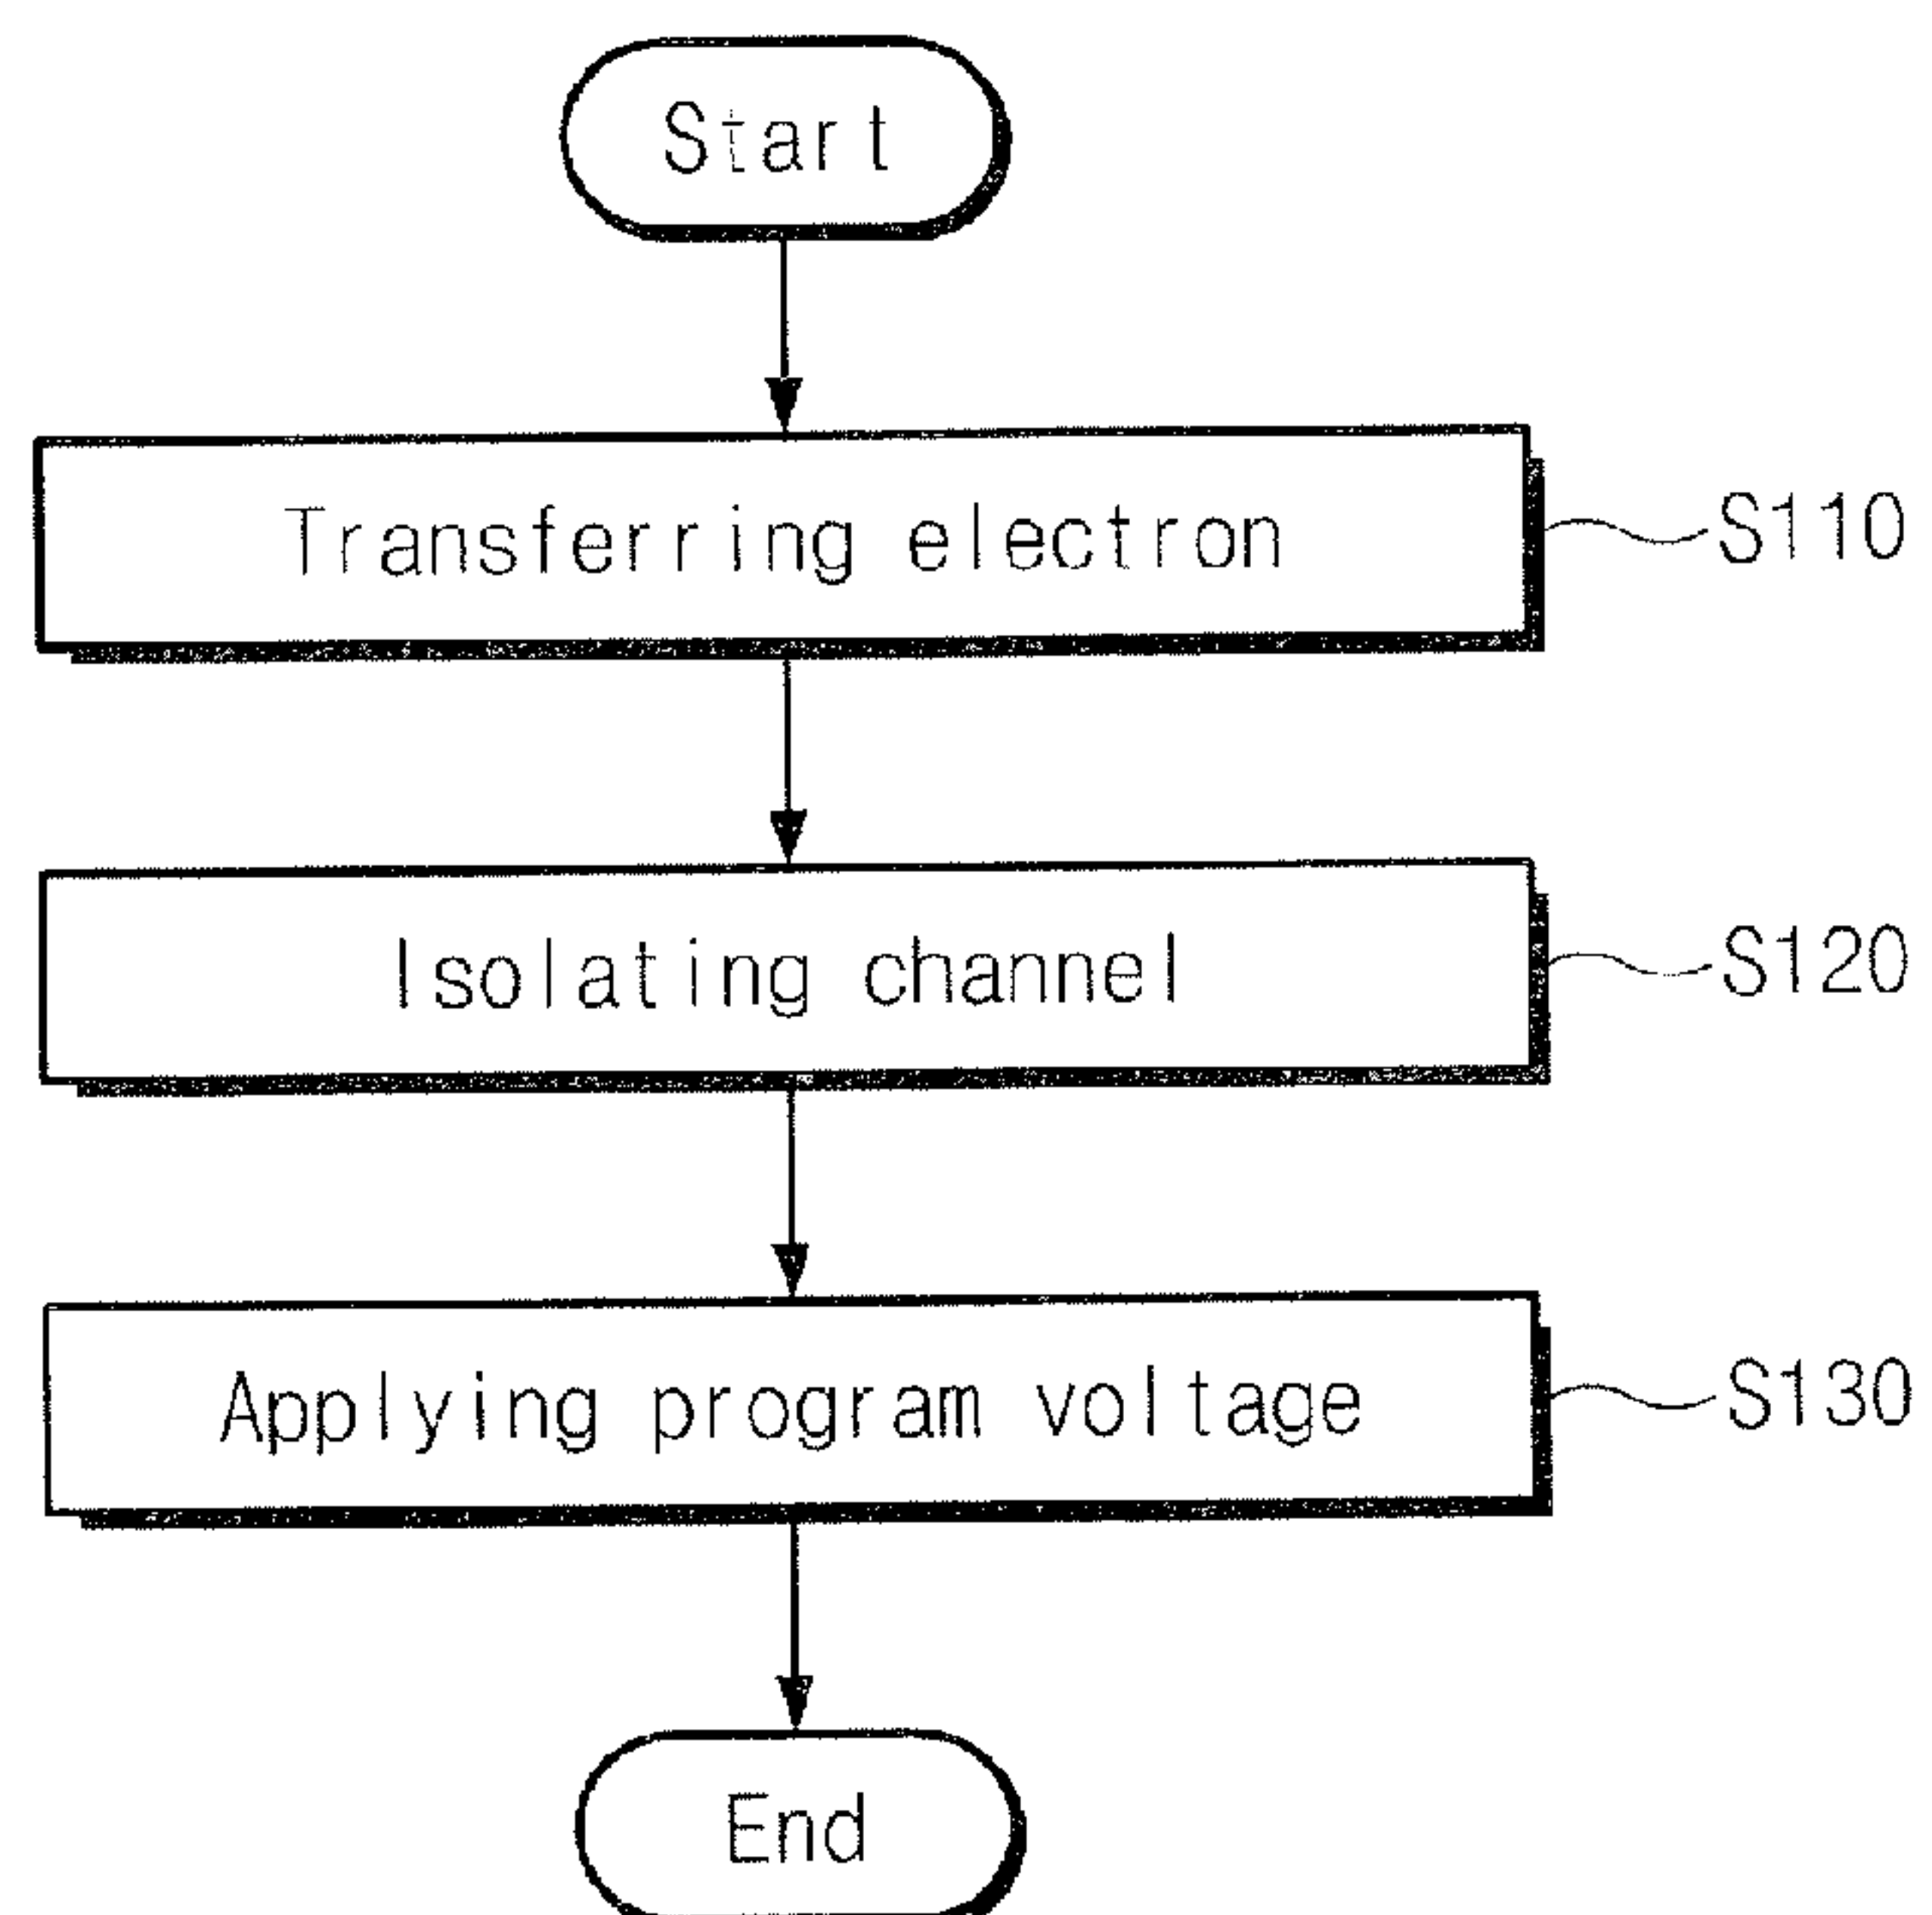 Start
Transferring electron
S110
Isolating channel
S120
Applying program voltage
S130
End